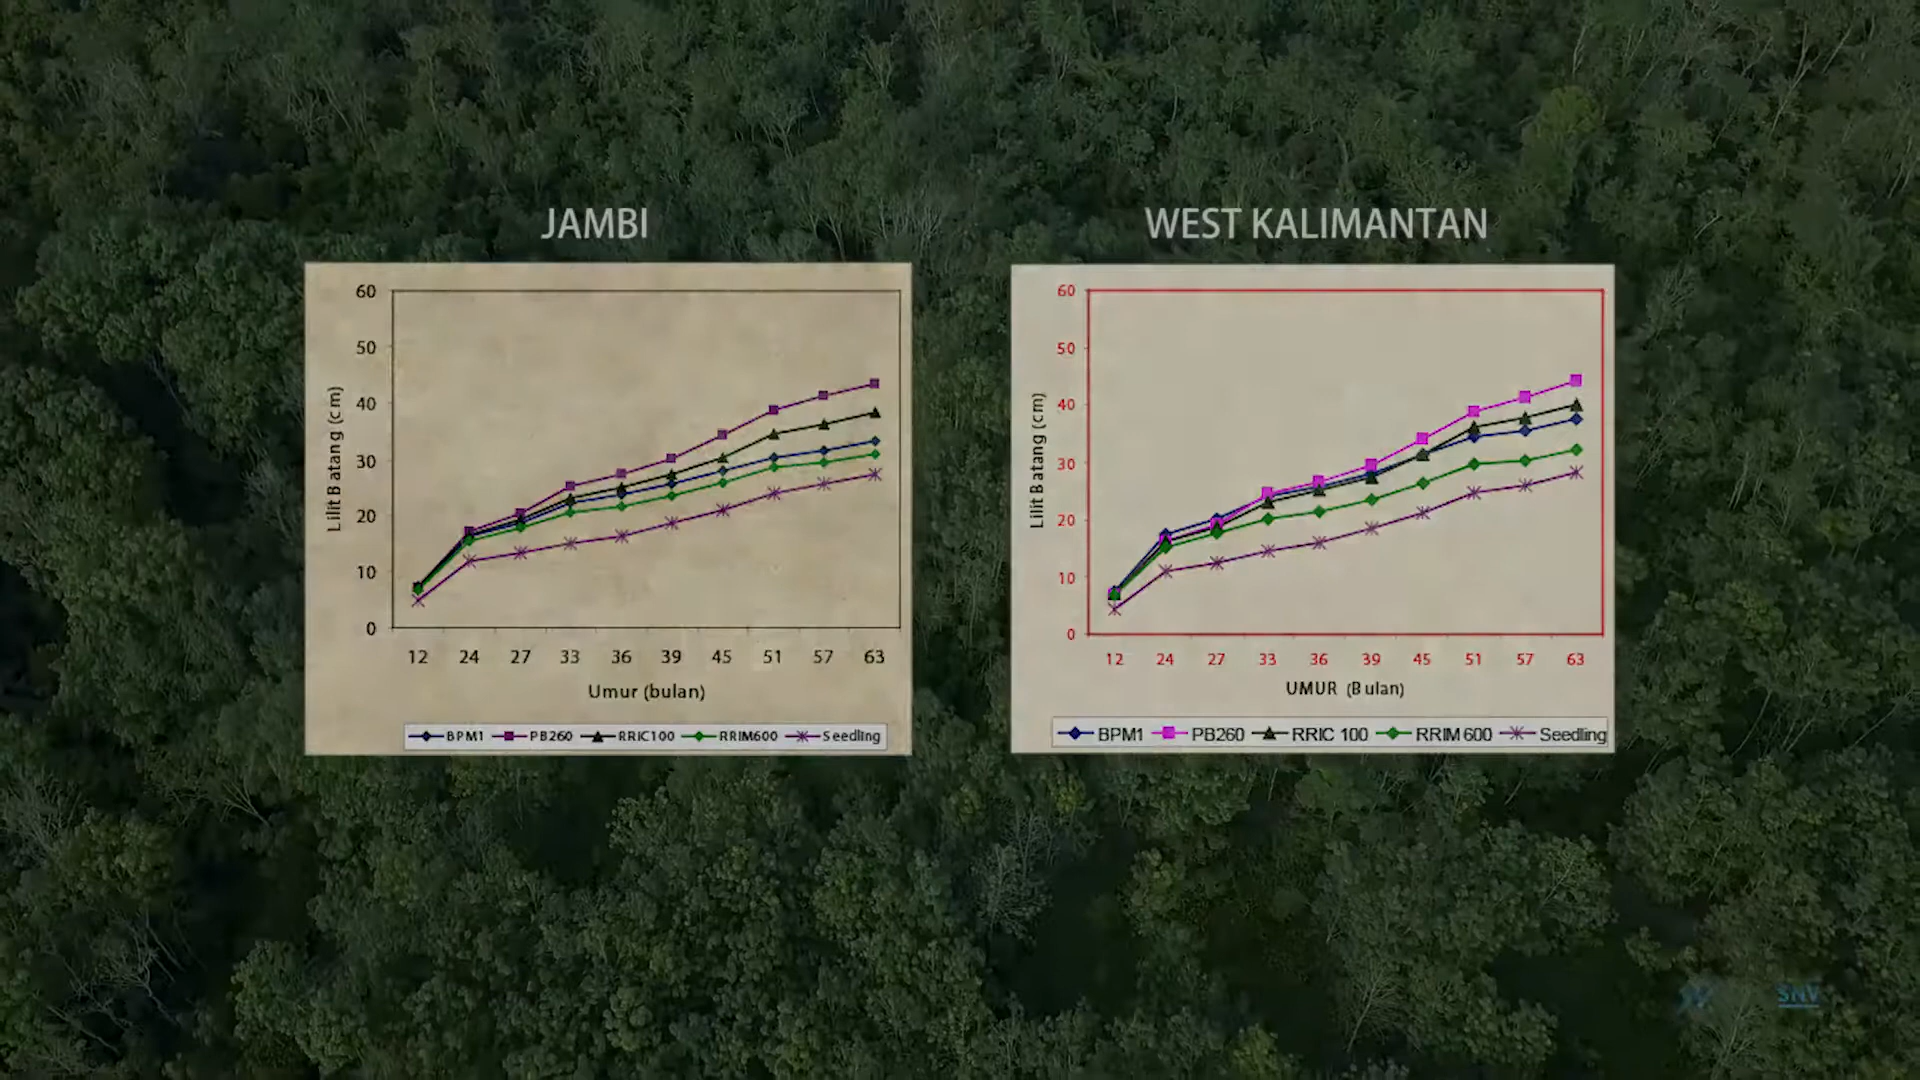 JAMBI
60
50
40
30
20
10
0
Lilit Batang (cm)
12 24 27 33 36 39 45 51 57 63
Umur (bulan)
BPM1 PB260 RRIC100 RRIM600 Seedling
WEST KALIMANTAN
60
50
40
30
20
10
0
Lilit Batang (cm)
12 24 27 33 36 39 45 51 57 63
UMUR (Bulan)
BPM1 PB260 RRIC 100 RRIM 600 Seedling
SNV